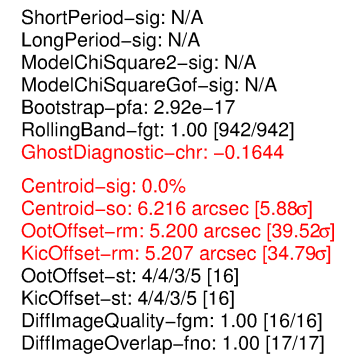 ShortPeriod−sig: N/A
LongPeriod−sig: N/A
ModelChiSquare2−sig: N/A
ModelChiSquareGof−sig: N/A
Bootstrap−pfa: 2.92e−17
RollingBand−fgt: 1.00 [942/942]
GhostDiagnostic−chr: −0.1644
Centroid−sig: 0.0%
Centroid−so: 6.216 arcsec [5.88σ]
OotOffset−rm: 5.200 arcsec [39.52σ]
KicOffset−rm: 5.207 arcsec [34.79σ]
OotOffset−st: 4/4/3/5 [16]
KicOffset−st: 4/4/3/5 [16]
DiffImageQuality−fgm: 1.00 [16/16]
DiffImageOverlap−fno: 1.00 [17/17]